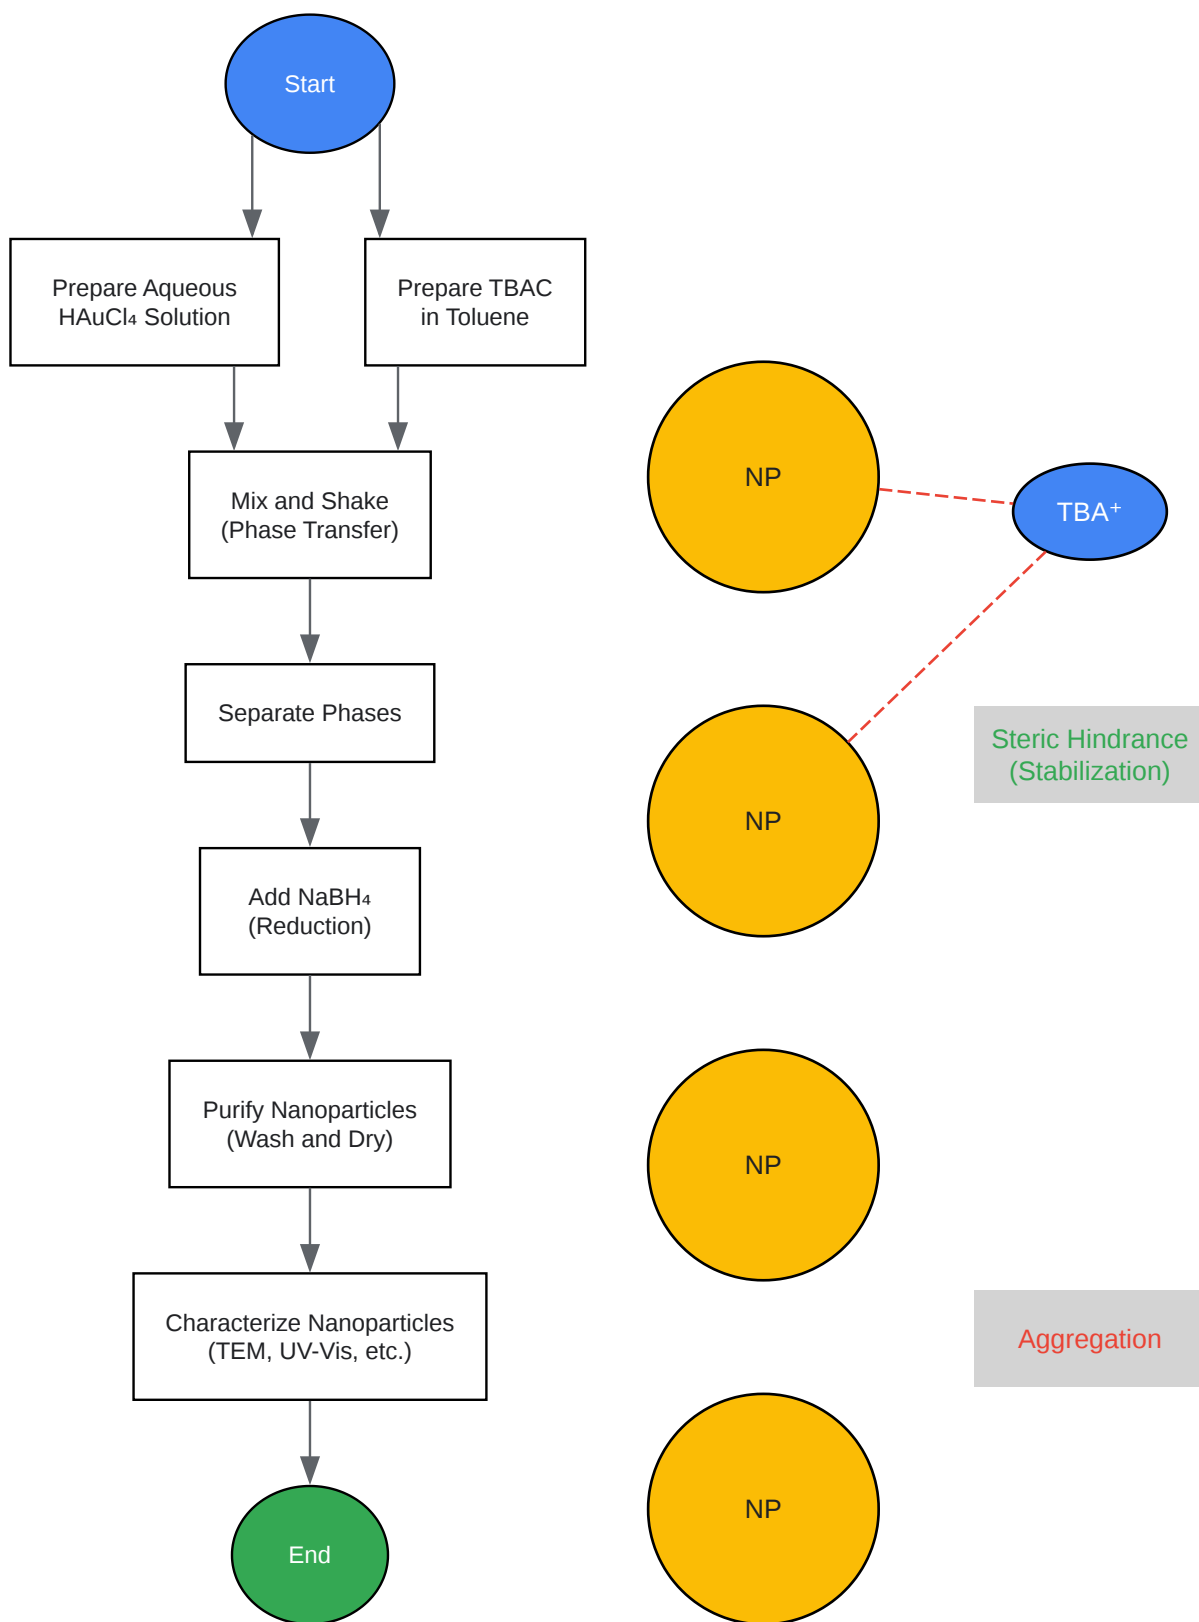 Start
Prepare Aqueous
HAuCl₄ Solution
Prepare TBAC
in Toluene
Mix and Shake
(Phase Transfer)
Separate Phases
Add NaBH₄
(Reduction)
Purify Nanoparticles
(Wash and Dry)
Characterize Nanoparticles
(TEM, UV-Vis, etc.)
End
NP
TBA⁺
NP
Steric Hindrance
(Stabilization)
NP
Aggregation
NP